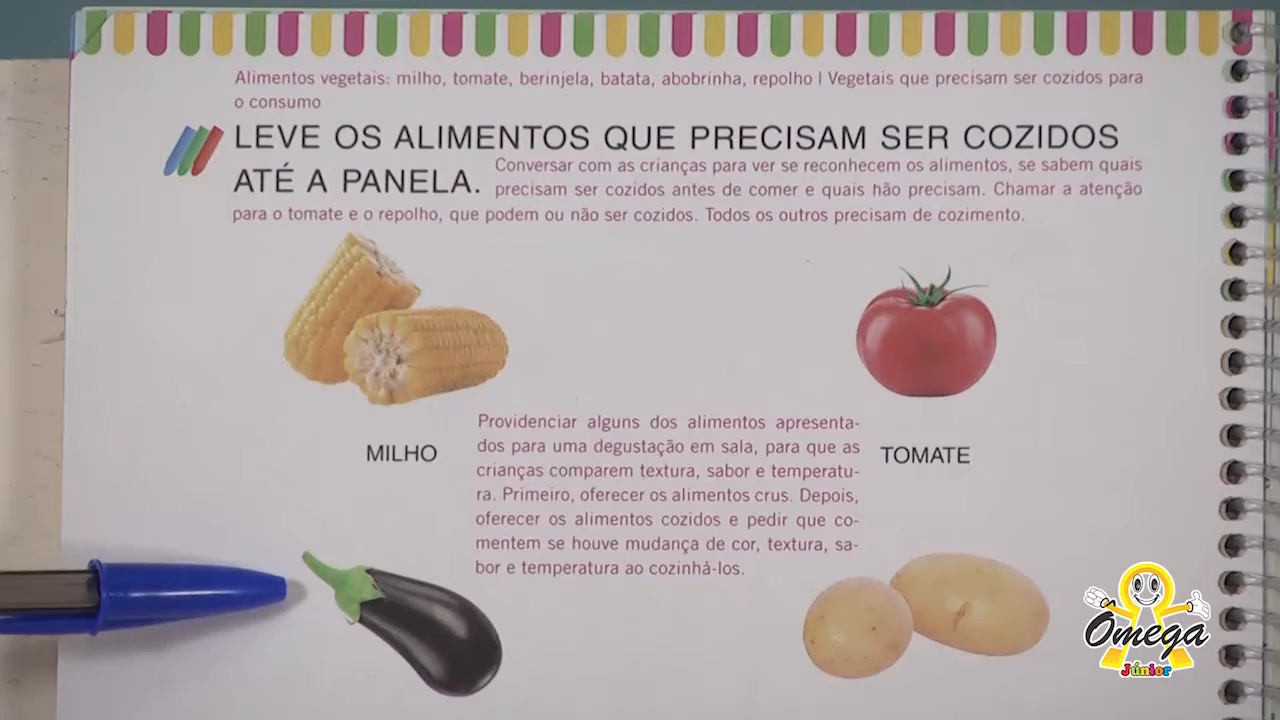 Alimentos vegetais: milho, tomate, berinjela, batata, abobrinha, repolho | Vegetais que precisam ser cozidos para
o consumo
LEVE OS ALIMENTOS QUE PRECISAM SER COZIDOS
ATÉ A PANELA.
Conversar com as crianças para ver se reconhecem os alimentos, se sabem quais
precisam ser cozidos antes de comer e quais não precisam. Chamar a atenção
para o tomate e o repolho, que podem ou não ser cozidos. Todos os outros precisam de cozimento.
Providenciar alguns dos alimentos apresenta-
dos para uma degustação em sala, para que as
crianças comparem textura, sabor e temperatu-
ra. Primeiro, oferecer os alimentos crus. Depois,
oferecer os alimentos cozidos e pedir que co-
mentem se houve mudança de cor, textura, sa-
bor e temperatura ao cozinhá-los.
MILHO
TOMATE
Omega
Júnior